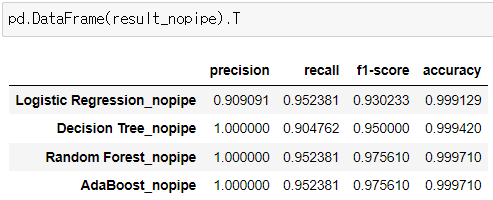 pd.DataFrame(result_nopipe).T
precision recall f1-score accuracy
Logistic Regression_nopipe 0.909091 0.952381 0.930233 0.999129
Decision Tree_nopipe 1.000000 0.904762 0.950000 0.999420
Random Forest_nopipe 1.000000 0.952381 0.975610 0.999710
AdaBoost_nopipe 1.000000 0.952381 0.975610 0.999710